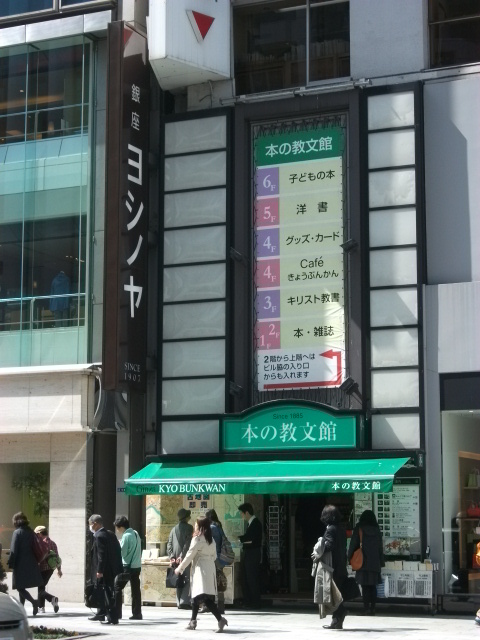 銀座
ヨシノヤ
SINCE
1907
本の教文館
6F 子どもの本
5F 洋書
4F グッズ・カード
4F Café
きょうぶんかん
3F キリスト教書
1F 2F 本・雑誌
2階から上階へは
ビル脇の入り口
からも入れます
Since 1885
本の教文館
KYO BUNKWAN
本の教文館